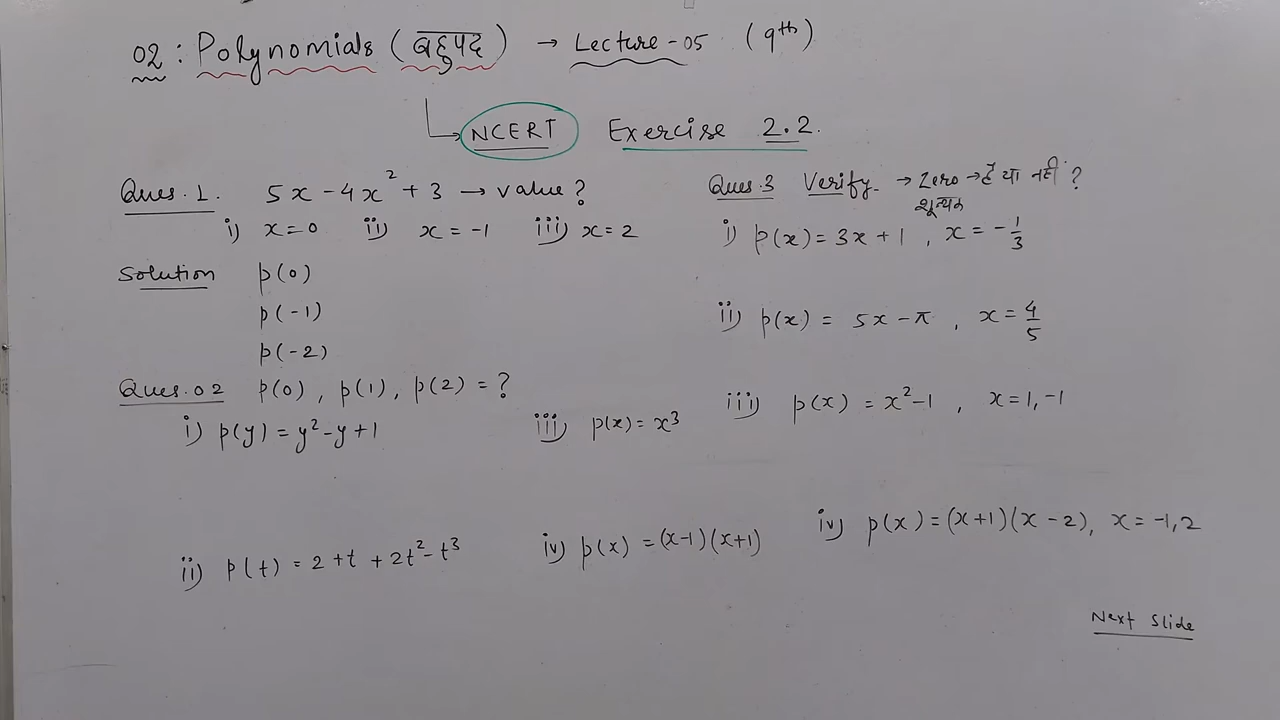 02 : Polynomials (बहुपद) → Lecture-05 (9th)
NCERT Exercise 2.2.
Ques.1. 5x - 4x² + 3 → value?
i) x=0 ii) x = -1 iii) x=2
Solution p(0)
p(-1)
p(-2)
Ques.02 p(0), p(1), p(2) = ?
i) p(y) = y²-y+1
iii) p(x) = x³
ii) p(t) = 2+t+2t²-t³
iv) p(x) = (x-1)(x+1)
Ques.3 Verify. → Zero → है या नहीं ?
शून्यक
i) p(x) = 3x+1, x = -1/3
ii) p(x) = 5x-π, x = 4/5
iii) p(x) = x²-1, x=1,-1
iv) p(x) = (x+1)(x-2), x = -1,2
Next Slide